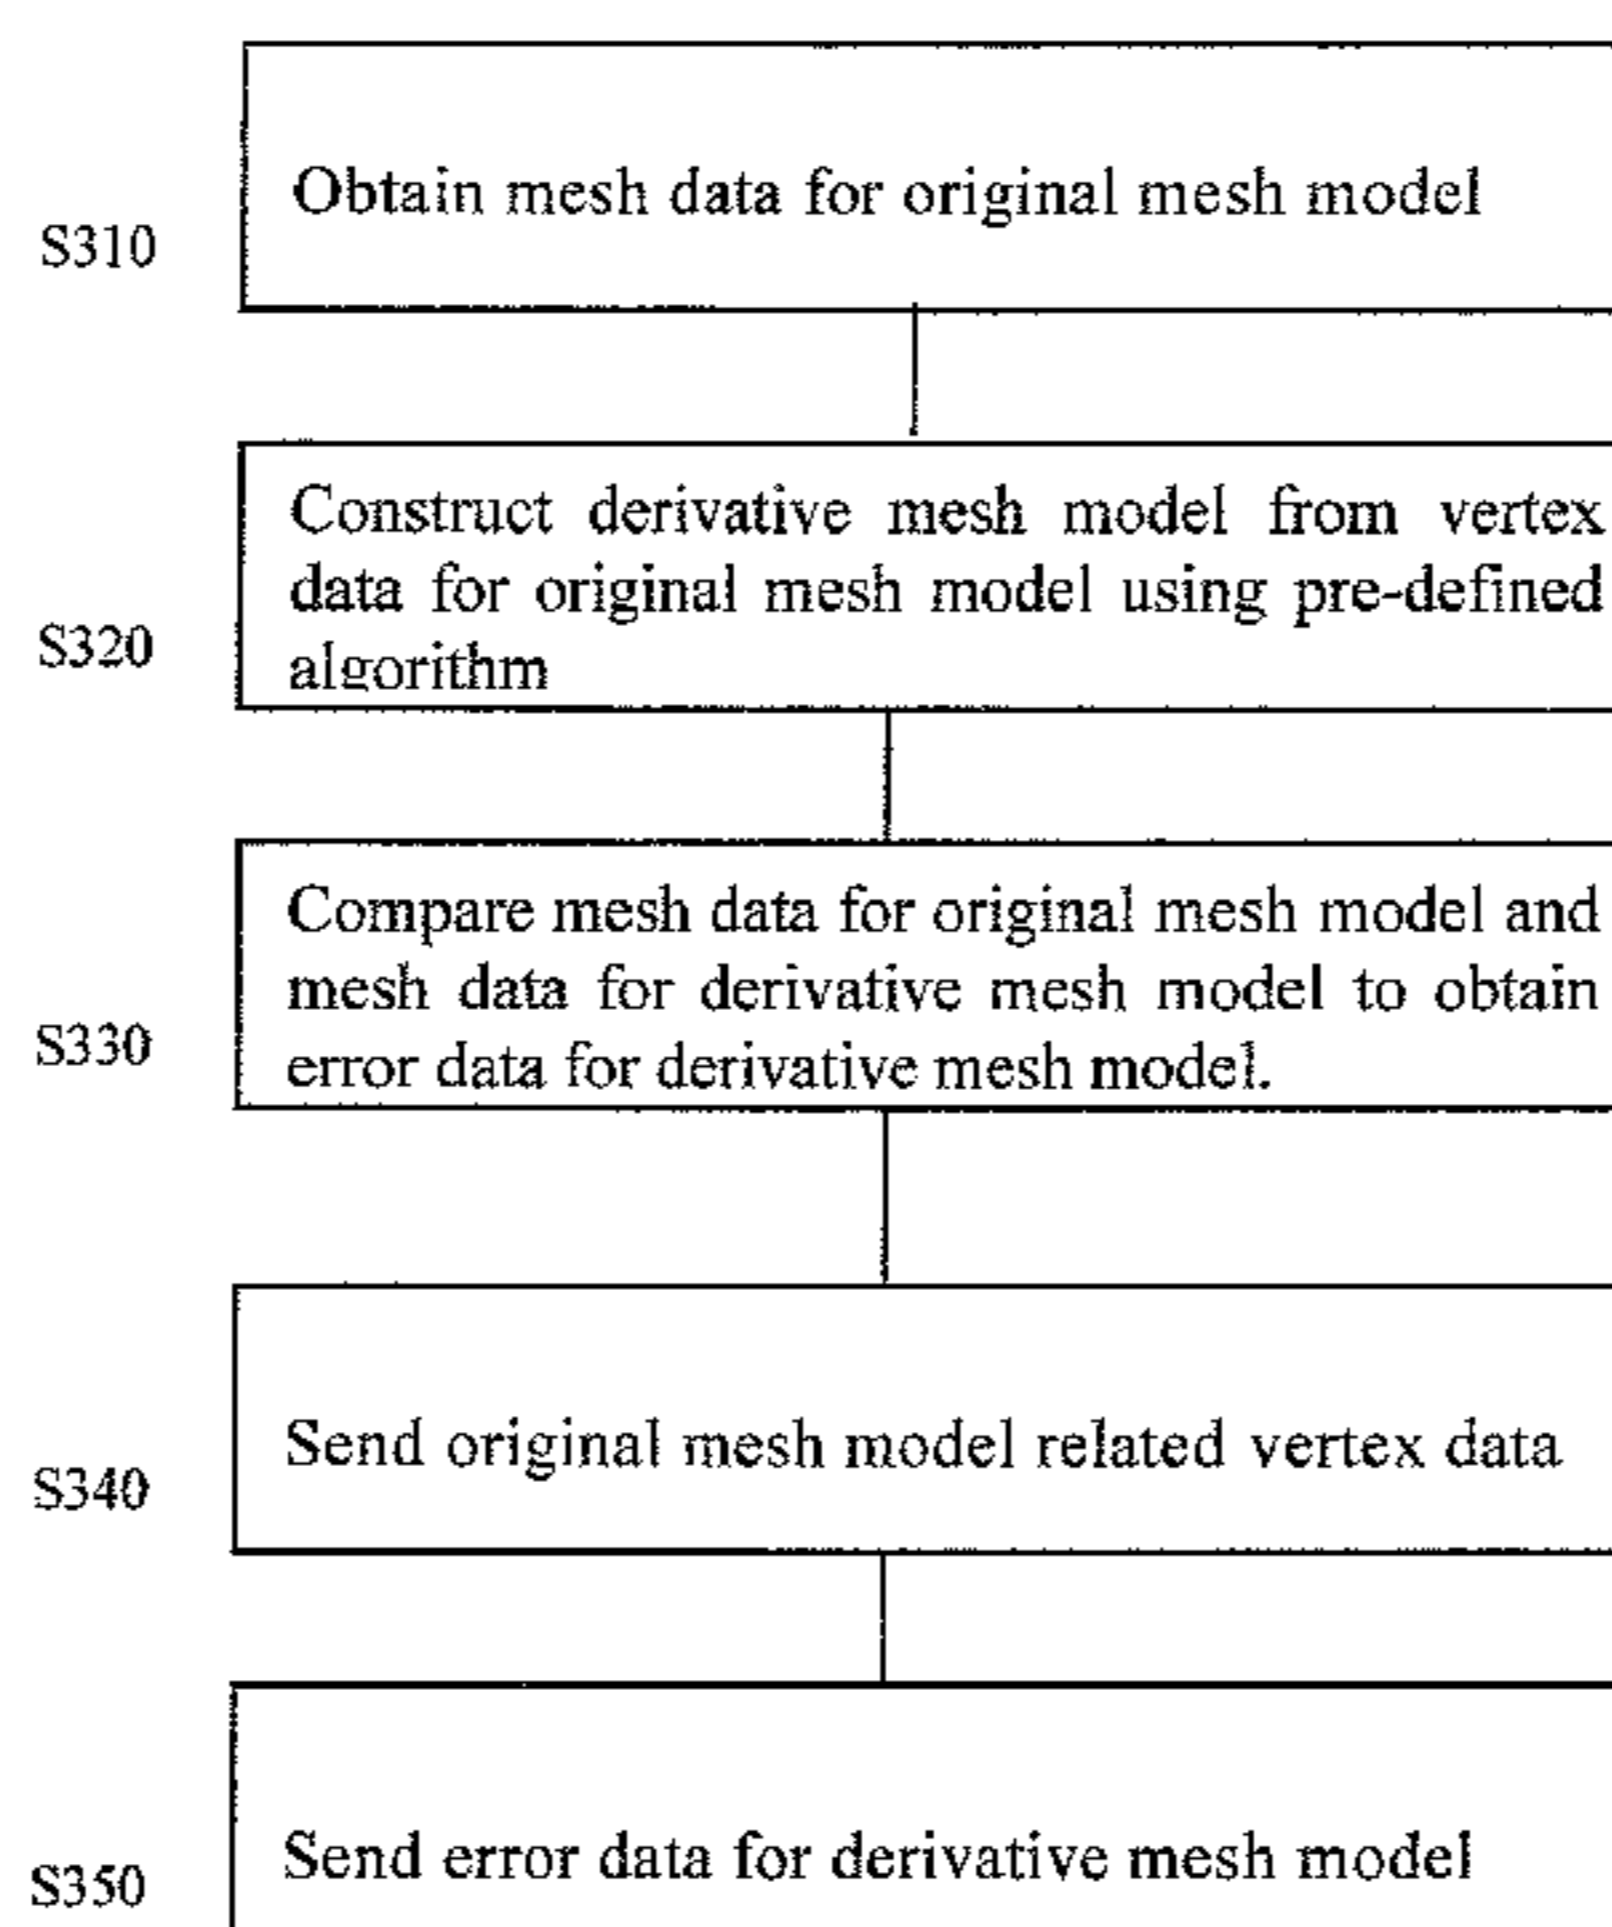 Obtain mesh data for original mesh model
S310
Construct derivative mesh model from vertex
data for original mesh model using pre-defined
algorithm
S320
Compare mesh data for original mesh model and
mesh data for derivative mesh model to obtain
error data for derivative mesh model.
S330
Send original mesh model related vertex data
S340
Send error data for derivative mesh model
S350